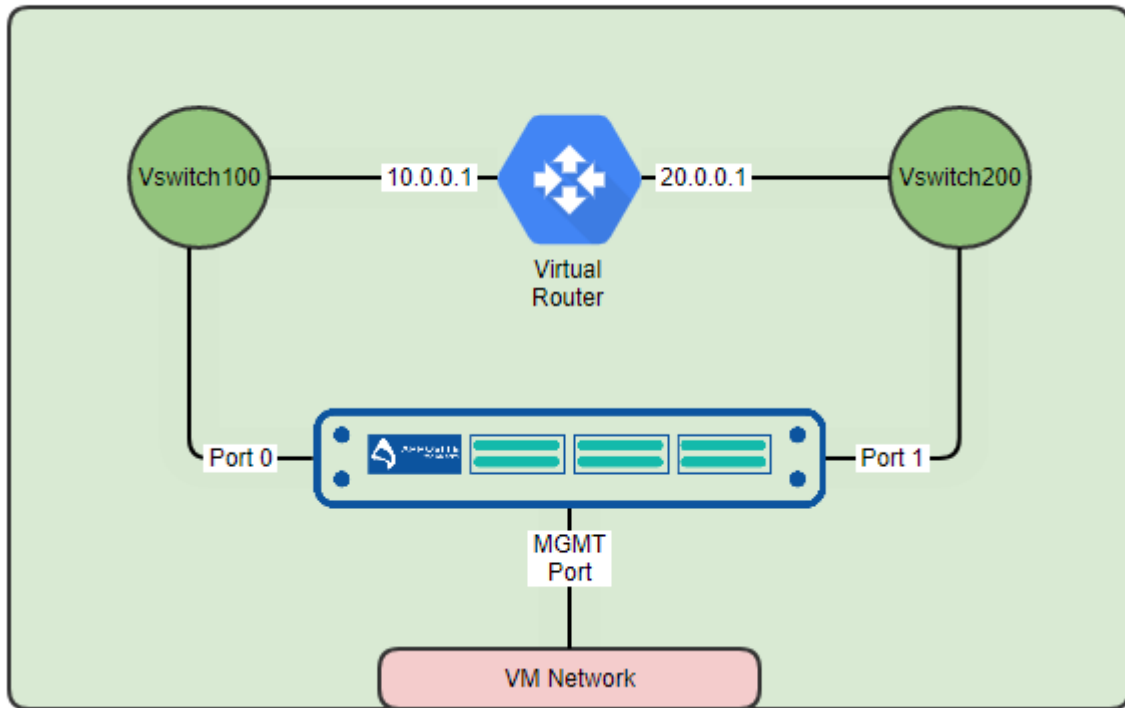 Vswitch100
10.0.0.1
20.0.0.1
Vswitch200
Virtual
Router
Port 0
APPOSITE
Port 1
MGMT
Port
VM Network